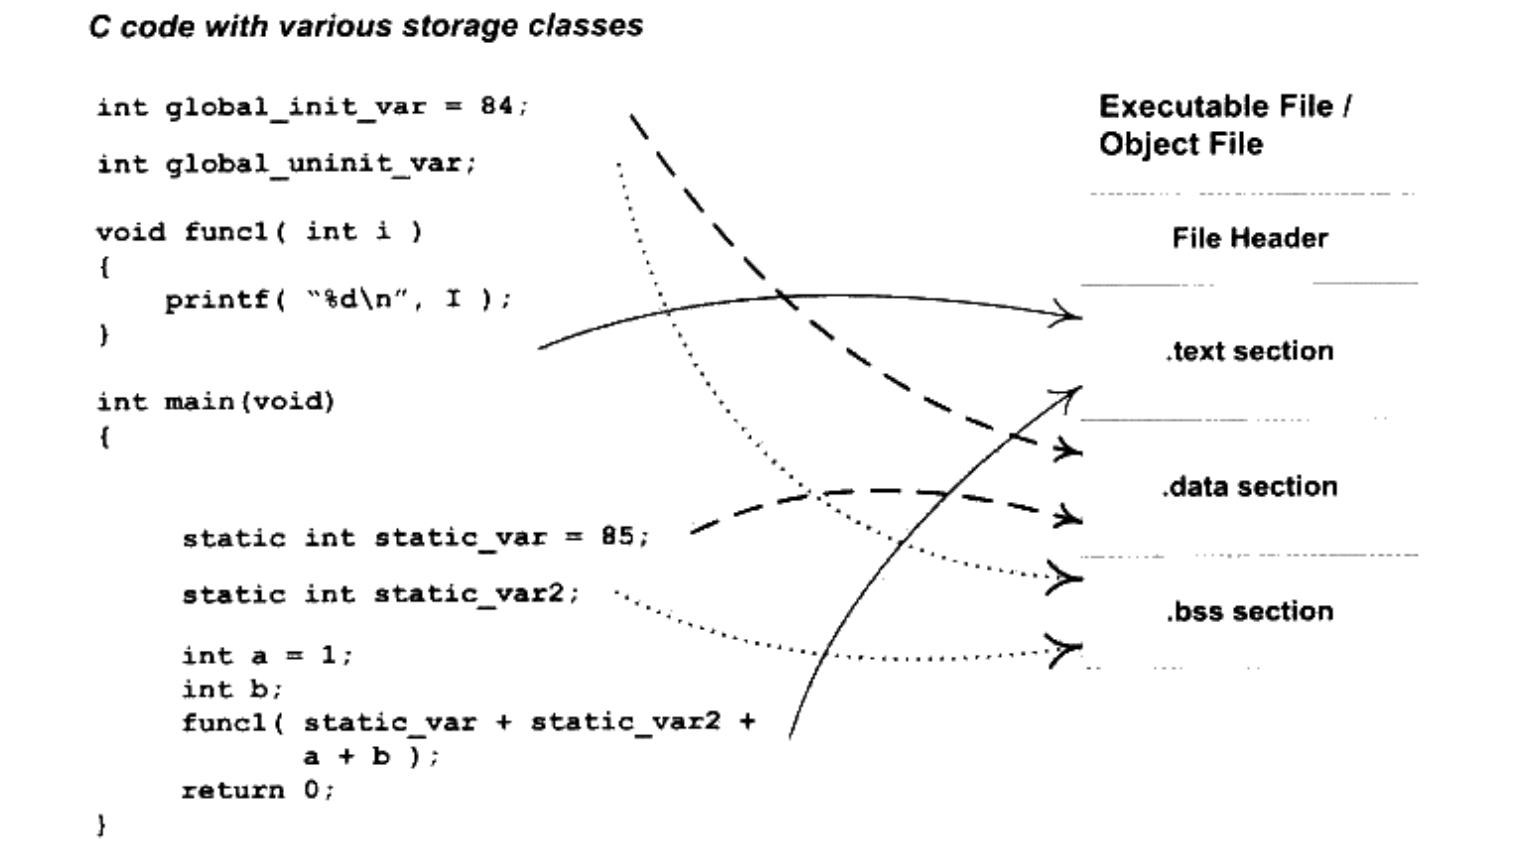 C code with various storage classes
int global_init_var = 84;
int global_uninit_var;
void func1( int i )
{
printf( “%d\n”, I );
}
int main(void)
{
static int static_var = 85;
static int static_var2;
int a = 1;
int b;
func1( static_var + static_var2 +
a + b );
return 0;
}
Executable File /
Object File
File Header
.text section
.data section
.bss section